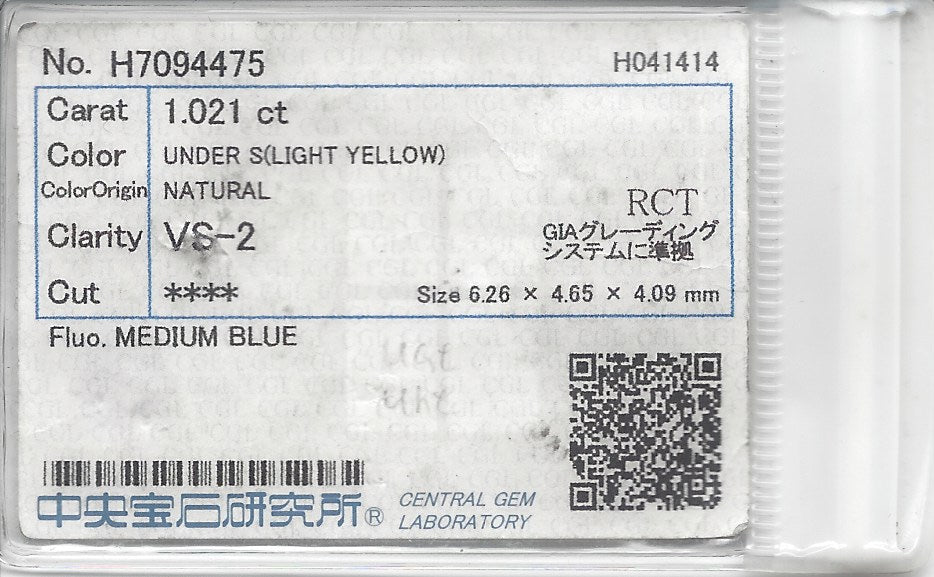 No. H7094475 H041414
Carat 1.021 ct
Color UNDER S(LIGHT YELLOW)
ColorOrigin NATURAL
RCT
Clarity VS-2 GIAグレーディング
システムに準拠
Cut **** Size 6.26 × 4.65 × 4.09 mm
Fluo. MEDIUM BLUE
中央宝石研究所® CENTRAL GEM
LABORATORY